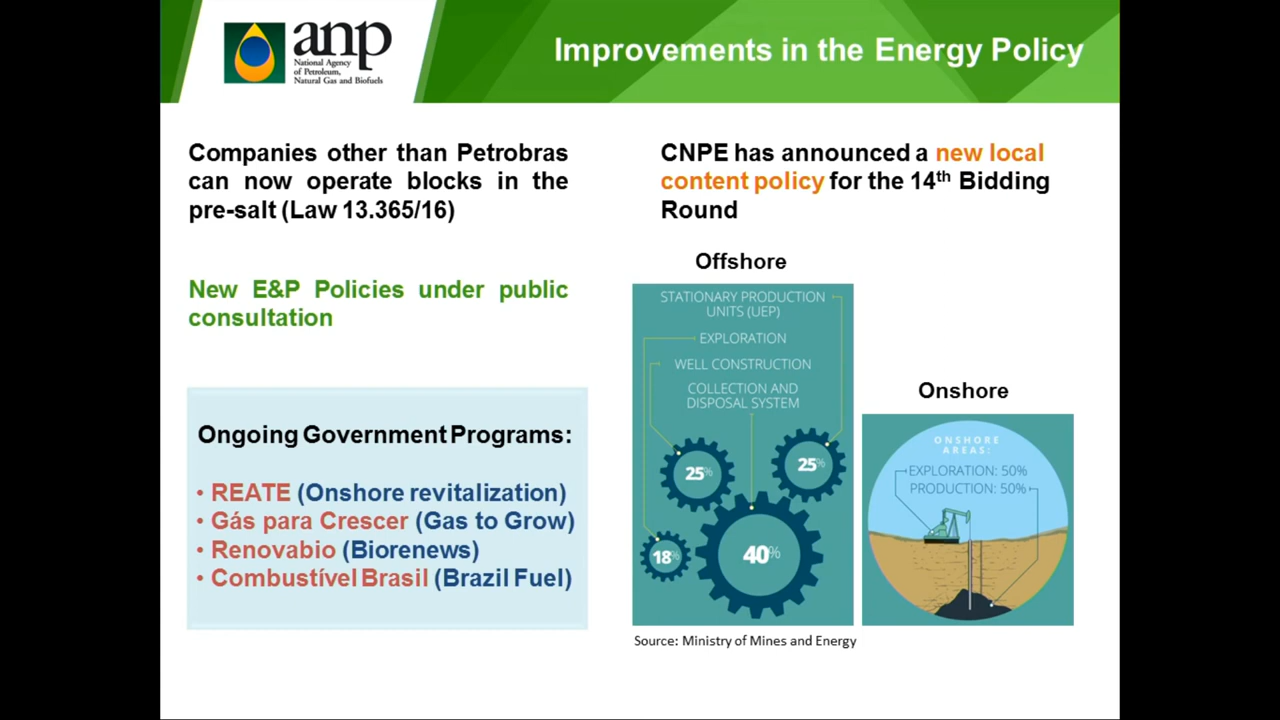 anp
National Agency
of Petroleum,
Natural Gas and Biofuels
Improvements in the Energy Policy
Companies other than Petrobras
can now operate blocks in the
pre-salt (Law 13.365/16)
New E&P Policies under public
consultation
Ongoing Government Programs:
• REATE (Onshore revitalization)
• Gás para Crescer (Gas to Grow)
• Renovabio (Biorenews)
• Combustível Brasil (Brazil Fuel)
CNPE has announced a new local
content policy for the 14th Bidding
Round
Offshore
STATIONARY PRODUCTION
UNITS (UEP)
EXPLORATION
WELL CONSTRUCTION
COLLECTION AND
DISPOSAL SYSTEM
25%
25%
18%
40%
Onshore
ONSHORE
AREAS:
EXPLORATION: 50%
PRODUCTION: 50%
Source: Ministry of Mines and Energy